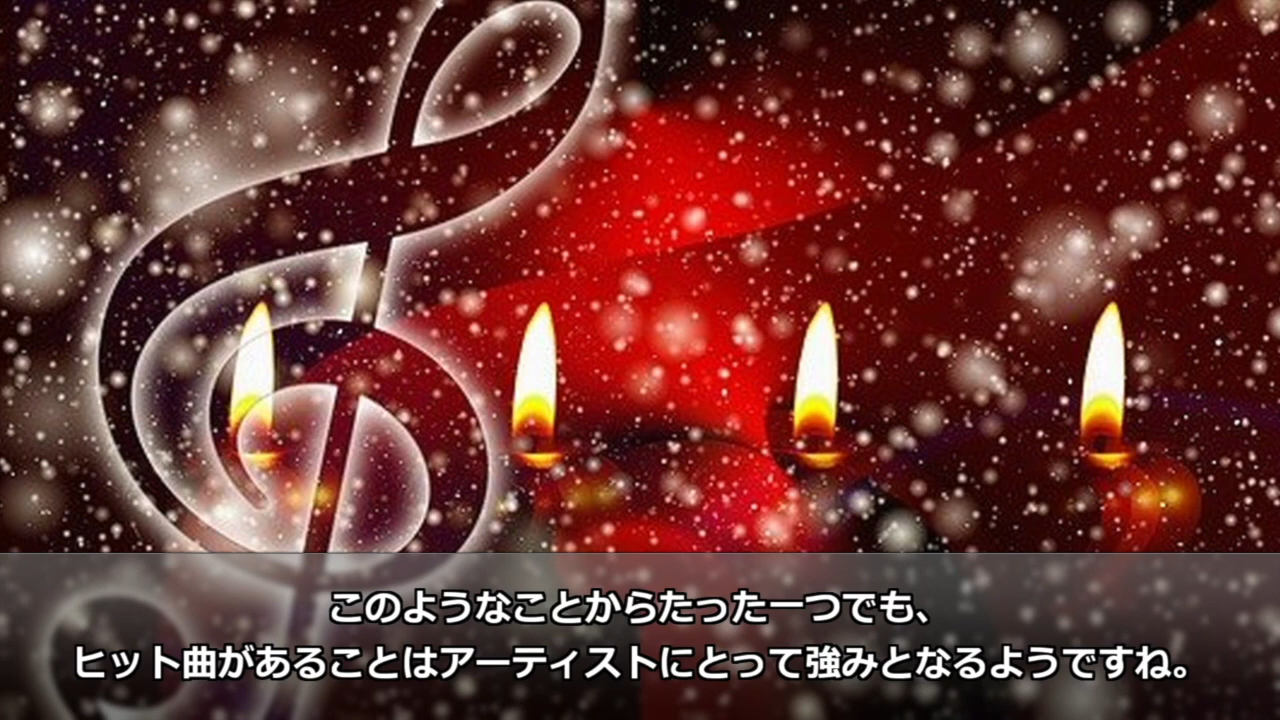 このようなことからたった一つでも、
ヒット曲があることはアーティストにとって強みとなるようですね。